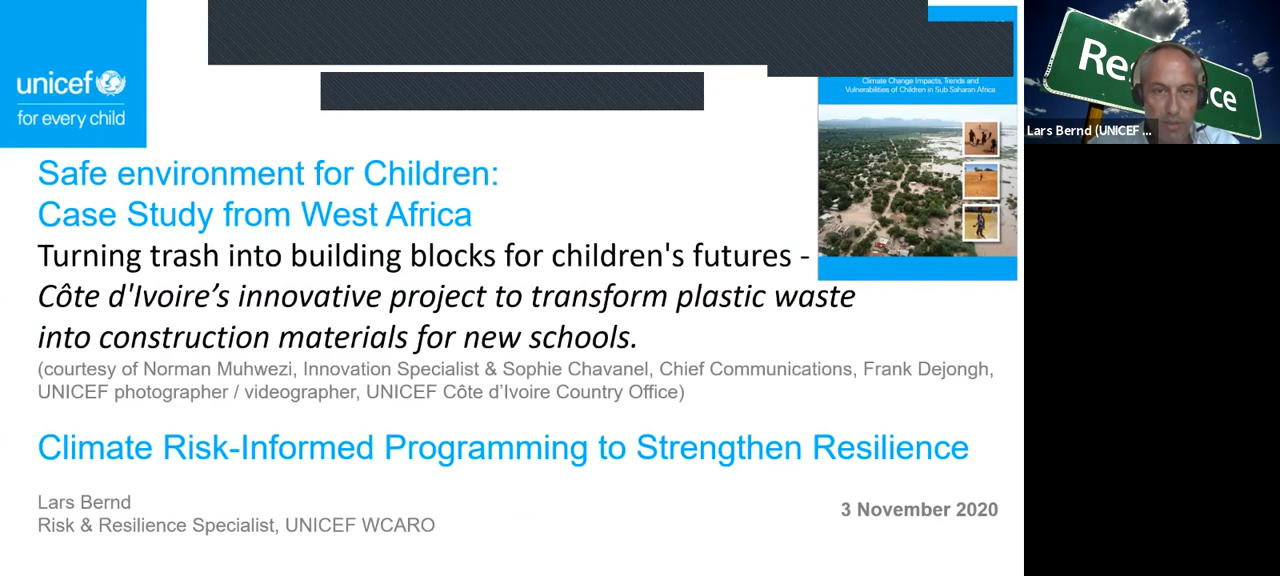 unicef
for every child
Climate Change Impacts, Trends and
Vulnerabilities of Children in Sub Saharan Africa
Safe environment for Children:
Case Study from West Africa
Turning trash into building blocks for children's futures -
Côte d'Ivoire’s innovative project to transform plastic waste
into construction materials for new schools.
(courtesy of Norman Muhwezi, Innovation Specialist & Sophie Chavanel, Chief Communications, Frank Dejongh,
UNICEF photographer / videographer, UNICEF Côte d’Ivoire Country Office)
Climate Risk-Informed Programming to Strengthen Resilience
Lars Bernd
Risk & Resilience Specialist, UNICEF WCARO
3 November 2020
Lars Bernd (UNICEF ...